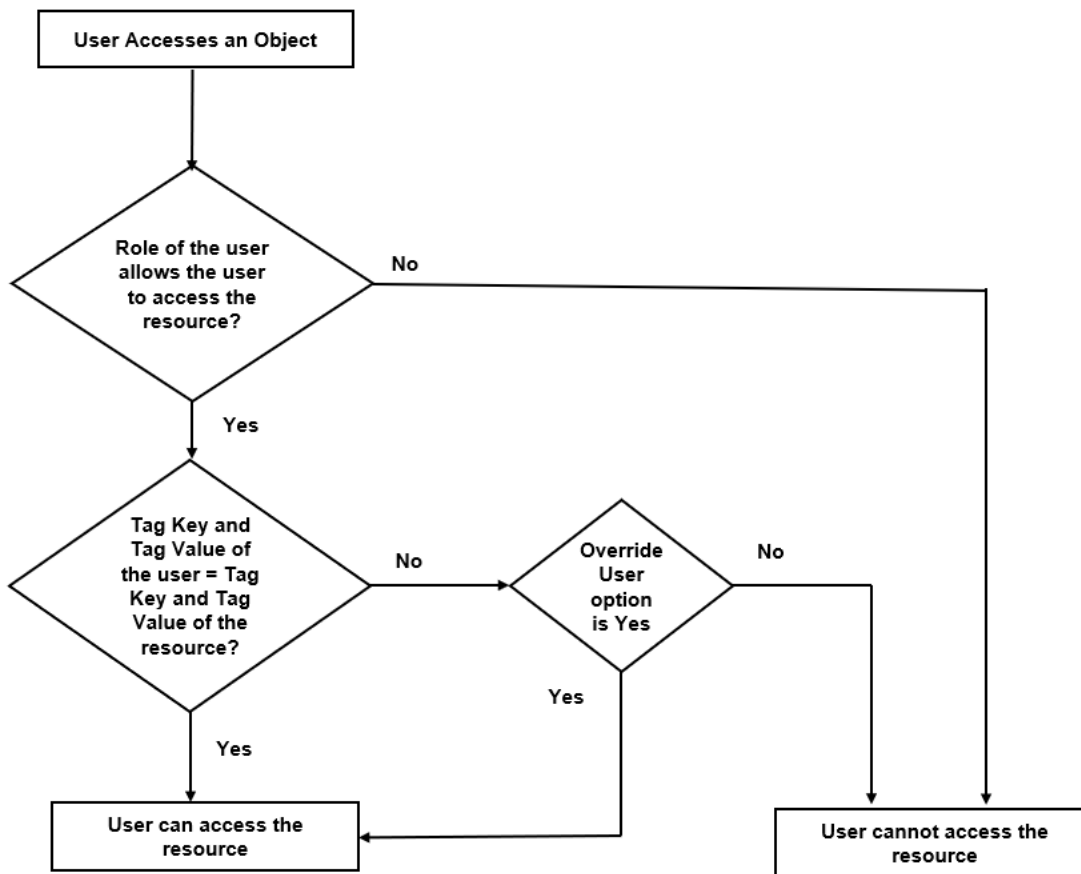 User Accesses an Object
Role of the user
allows the user
to access the
resource?
No
Yes
Tag Key and
Tag Value of
the user = Tag
Key and Tag
Value of the
resource?
No
Override
User
option
is Yes
No
Yes
Yes
User can access the
resource
User cannot access the
resource